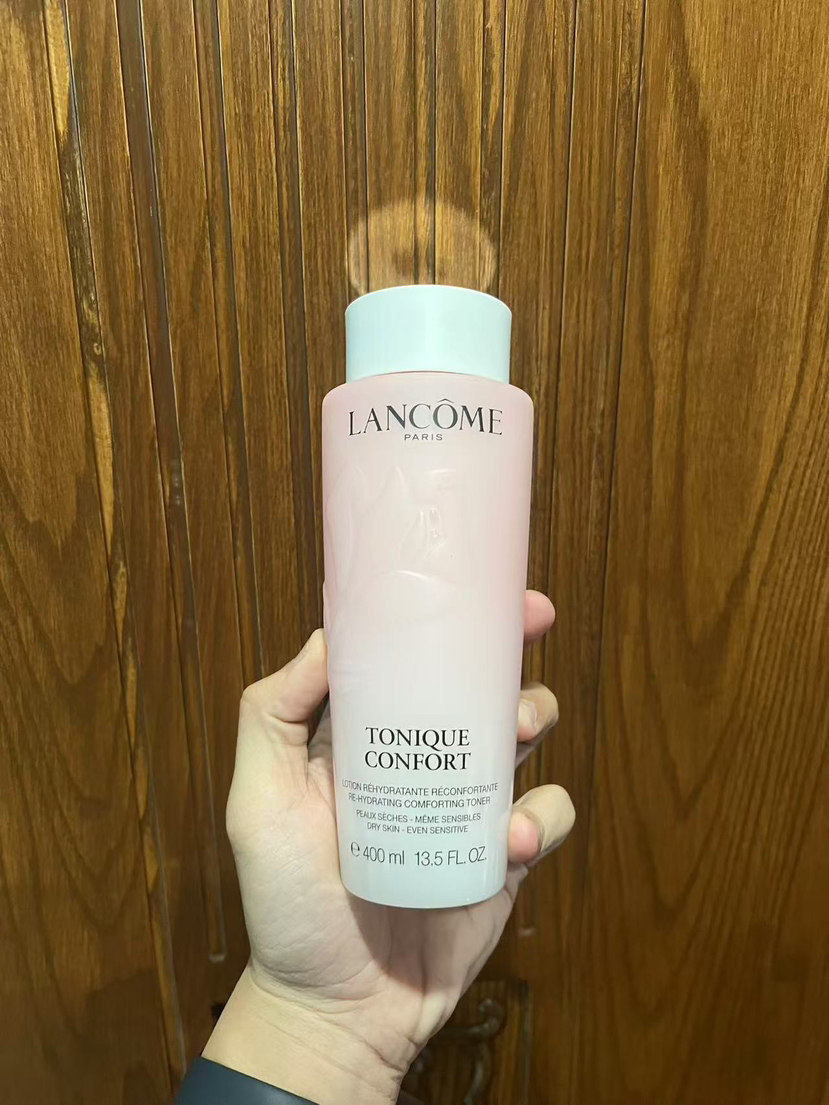 LANCÔME
PARIS
TONIQUE
CONFORT
LOTION RÉHYDRATANTE RÉCONFORTANTE
RE-HYDRATING COMFORTING TONER
PEAUX SÈCHES - MÊME SENSIBLES
DRY SKIN - EVEN SENSITIVE
℮ 400 ml 13.5 FL. OZ.